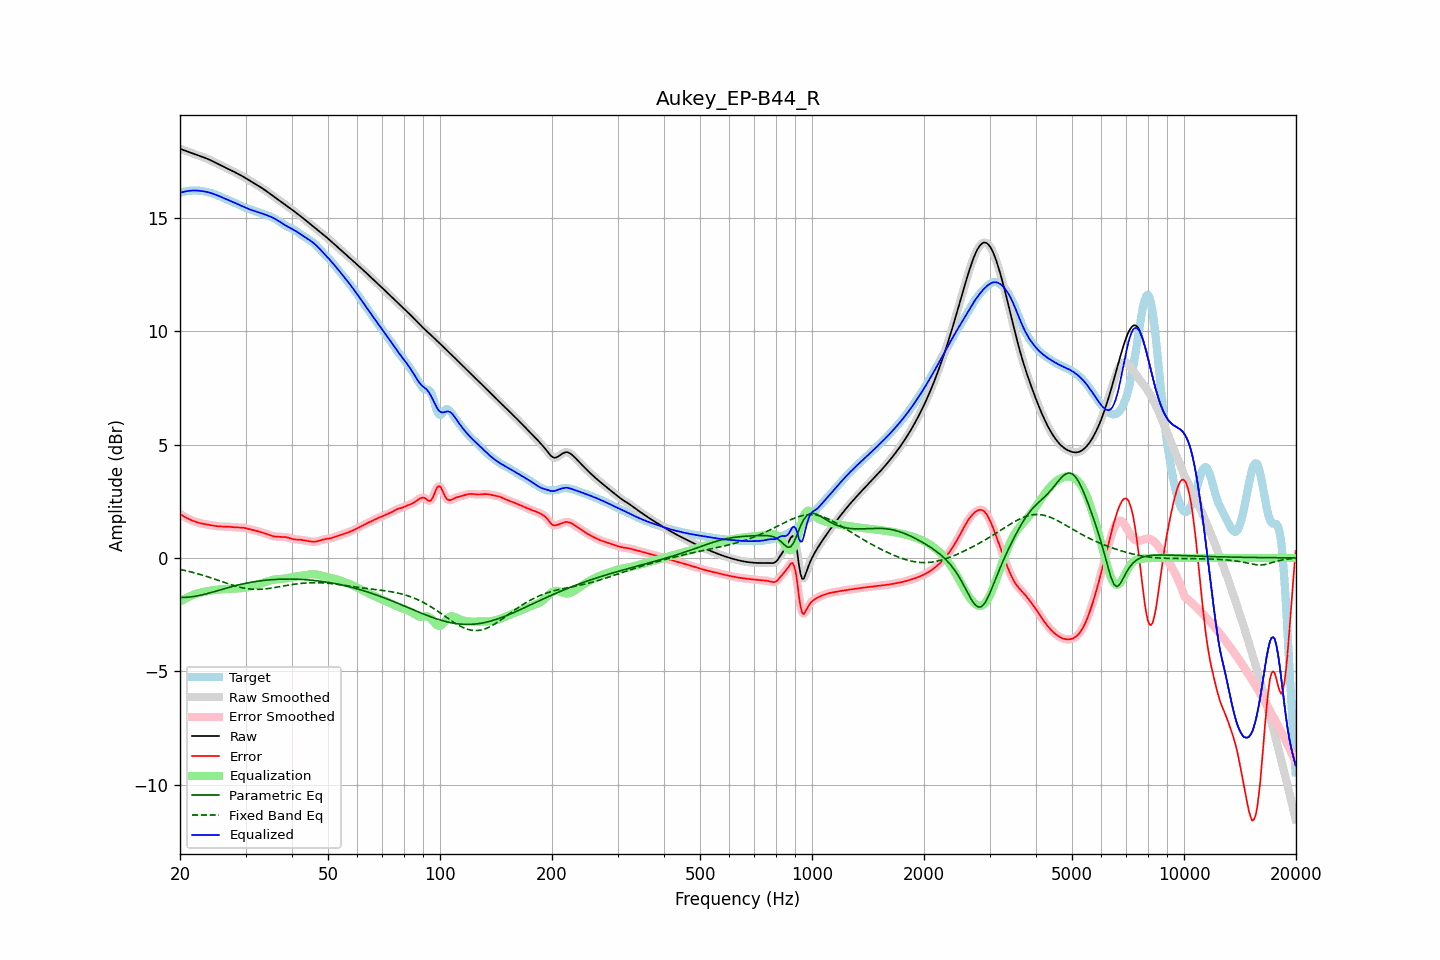 Aukey_EP-B44_R
Amplitude (dBr)
15
10
5
0
−5
−10
Target
Raw Smoothed
Error Smoothed
Raw
Error
Equalization
Parametric Eq
Fixed Band Eq
Equalized
20 50 100 200 500 1000 2000 5000 10000 20000
Frequency (Hz)